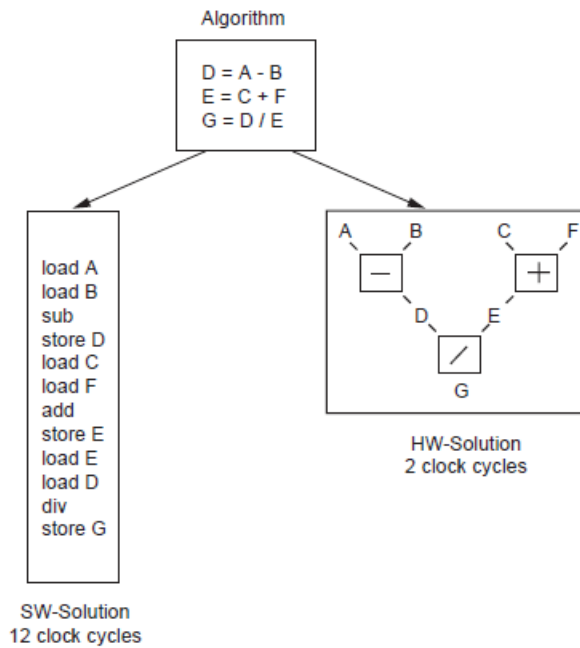 Algorithm
D = A - B
E = C + F
G = D / E
load A
load B
sub
store D
load C
load F
add
store E
load E
load D
div
store G
SW-Solution
12 clock cycles
A B C F
− +
D E
/
G
HW-Solution
2 clock cycles